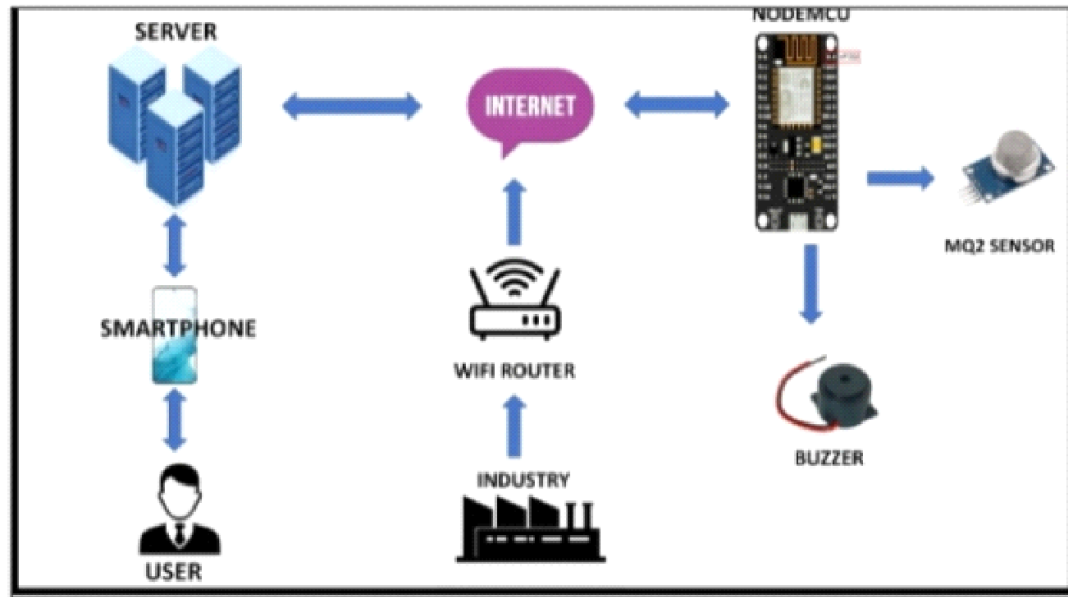 NODEMCU
SERVER
INTERNET
MQ2 SENSOR
SMARTPHONE
WIFI ROUTER
BUZZER
INDUSTRY
USER